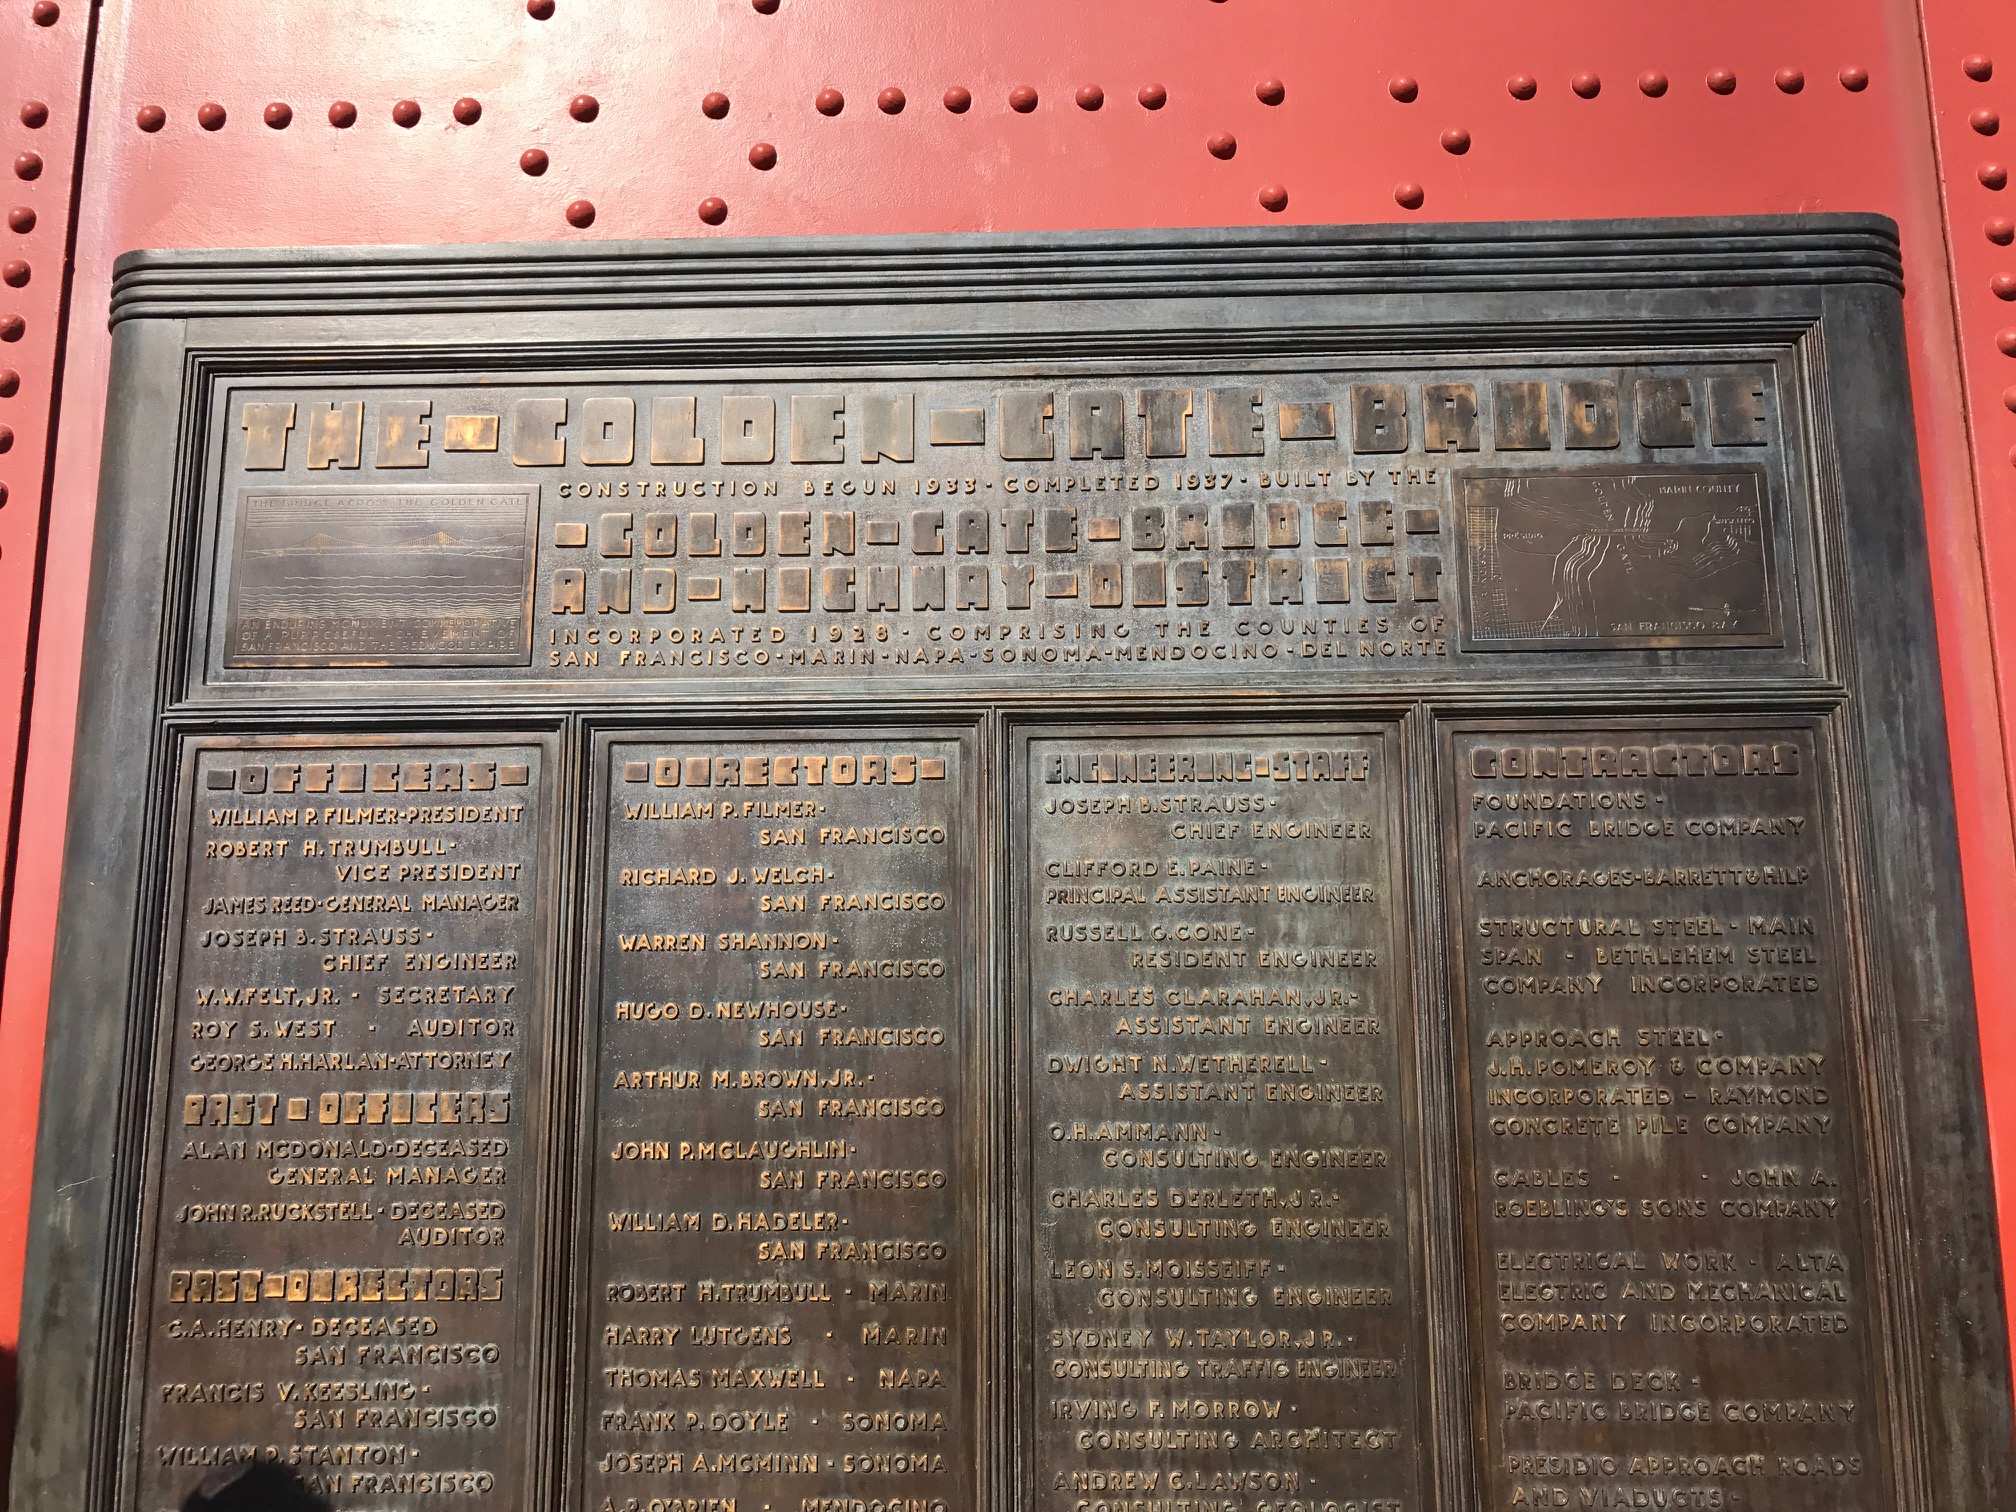 THE GOLDEN GATE BRIDGE
CONSTRUCTION BEGUN 1933 · COMPLETED 1937 · BUILT BY THE
GOLDEN GATE BRIDGE
AND HIGHWAY DISTRICT
INCORPORATED 1928 · COMPRISING THE COUNTIES OF
SAN FRANCISCO · MARIN · NAPA · SONOMA · MENDOCINO · DEL NORTE
THE BRIDGE ACROSS THE GOLDEN GATE
AN ENDURING MONUMENT COMMEMORATIVE
OF A PURPOSEFUL ACHIEVEMENT OF
SAN FRANCISCO AND THE REDWOOD EMPIRE
MARIN COUNTY
GOLDEN
SAUSALITO
PRESIDIO
GATE
SAN FRANCISCO BAY
OFFICERS
WILLIAM P. FILMER · PRESIDENT
ROBERT H. TRUMBULL ·
VICE PRESIDENT
JAMES REED · GENERAL MANAGER
JOSEPH B. STRAUSS ·
CHIEF ENGINEER
W. W. FELT, JR. · SECRETARY
ROY S. WEST · AUDITOR
GEORGE H. HARLAN · ATTORNEY
PAST OFFICERS
ALAN MCDONALD · DECEASED
GENERAL MANAGER
JOHN R. RUCKSTELL · DECEASED
AUDITOR
PAST DIRECTORS
C. A. HENRY · DECEASED
SAN FRANCISCO
FRANCIS V. KEESLING ·
SAN FRANCISCO
WILLIAM P. STANTON ·
SAN FRANCISCO
DIRECTORS
WILLIAM P. FILMER ·
SAN FRANCISCO
RICHARD J. WELCH ·
SAN FRANCISCO
WARREN SHANNON ·
SAN FRANCISCO
HUGO D. NEWHOUSE ·
SAN FRANCISCO
ARTHUR M. BROWN, JR. ·
SAN FRANCISCO
JOHN P. MCLAUGHLIN ·
SAN FRANCISCO
WILLIAM D. HADELER ·
SAN FRANCISCO
ROBERT H. TRUMBULL · MARIN
HARRY LUTGENS · MARIN
THOMAS MAXWELL · NAPA
FRANK P. DOYLE · SONOMA
JOSEPH A. MCMINN · SONOMA
A. R. O'BRIEN · MENDOCINO
ENGINEERING STAFF
JOSEPH B. STRAUSS ·
CHIEF ENGINEER
CLIFFORD E. PAINE ·
PRINCIPAL ASSISTANT ENGINEER
RUSSELL G. CONE ·
RESIDENT ENGINEER
CHARLES CLARAHAN, JR. ·
ASSISTANT ENGINEER
DWIGHT N. WETHERELL ·
ASSISTANT ENGINEER
O. H. AMMANN ·
CONSULTING ENGINEER
CHARLES DERLETH, JR. ·
CONSULTING ENGINEER
LEON S. MOISSEIFF ·
CONSULTING ENGINEER
SYDNEY W. TAYLOR, JR. ·
CONSULTING TRAFFIC ENGINEER
IRVING F. MORROW ·
CONSULTING ARCHITECT
ANDREW C. LAWSON ·
CONSULTING GEOLOGIST
CONTRACTORS
FOUNDATIONS ·
PACIFIC BRIDGE COMPANY
ANCHORAGES · BARRETT & HILP
STRUCTURAL STEEL · MAIN
SPAN · BETHLEHEM STEEL
COMPANY INCORPORATED
APPROACH STEEL ·
J. H. POMEROY & COMPANY
INCORPORATED – RAYMOND
CONCRETE PILE COMPANY
CABLES · · JOHN A.
ROEBLING'S SONS COMPANY
ELECTRICAL WORK · ALTA
ELECTRIC AND MECHANICAL
COMPANY INCORPORATED
BRIDGE DECK ·
PACIFIC BRIDGE COMPANY
PRESIDIO APPROACH ROADS
AND VIADUCTS ·